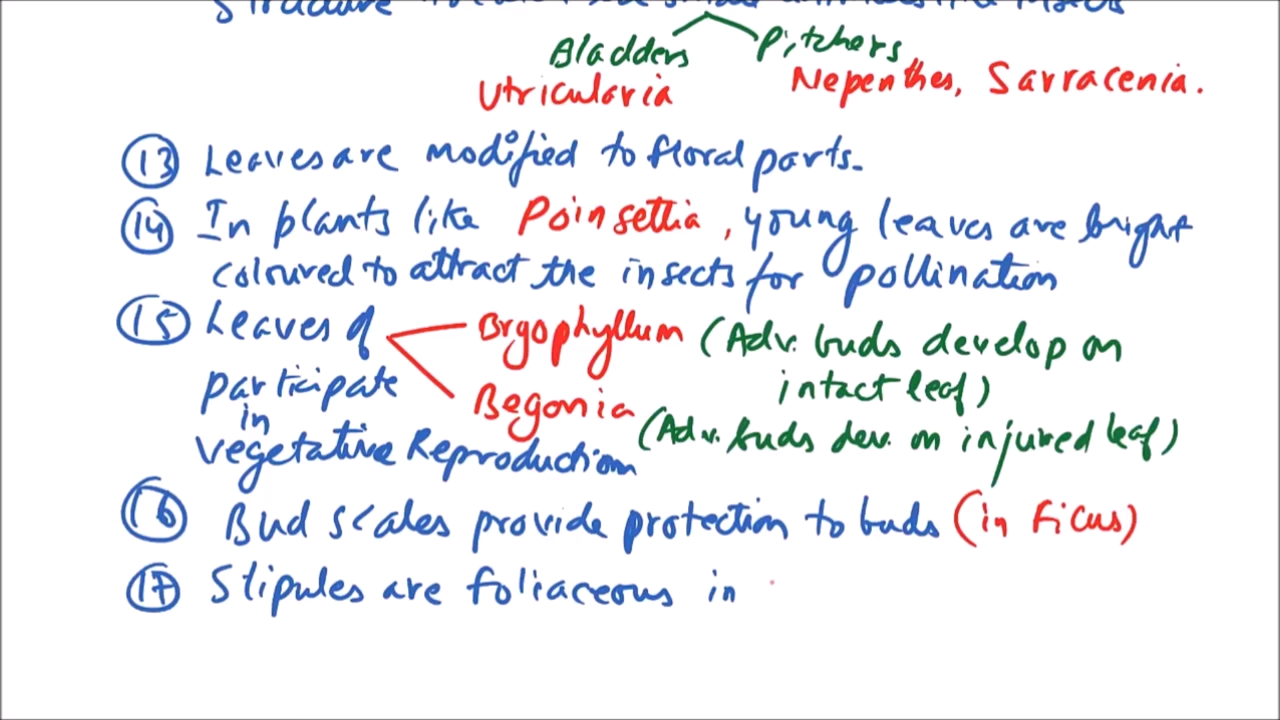 Structure
Bladders Pitchers
Utricularia Nepenthes, Sarracenia.
(13) Leaves are modified to floral parts.
(14) In plants like Poinsettia, young leaves are bright
coloured to attract the insects for pollination
(15) Leaves of Bryophyllum (Adv. buds develop on
participate intact leaf)
in Begonia (Adv. buds dev. on injured leaf)
vegetative Reproduction
(16) Bud scales provide protection to buds (in Ficus)
(17) Stipules are foliaceous in